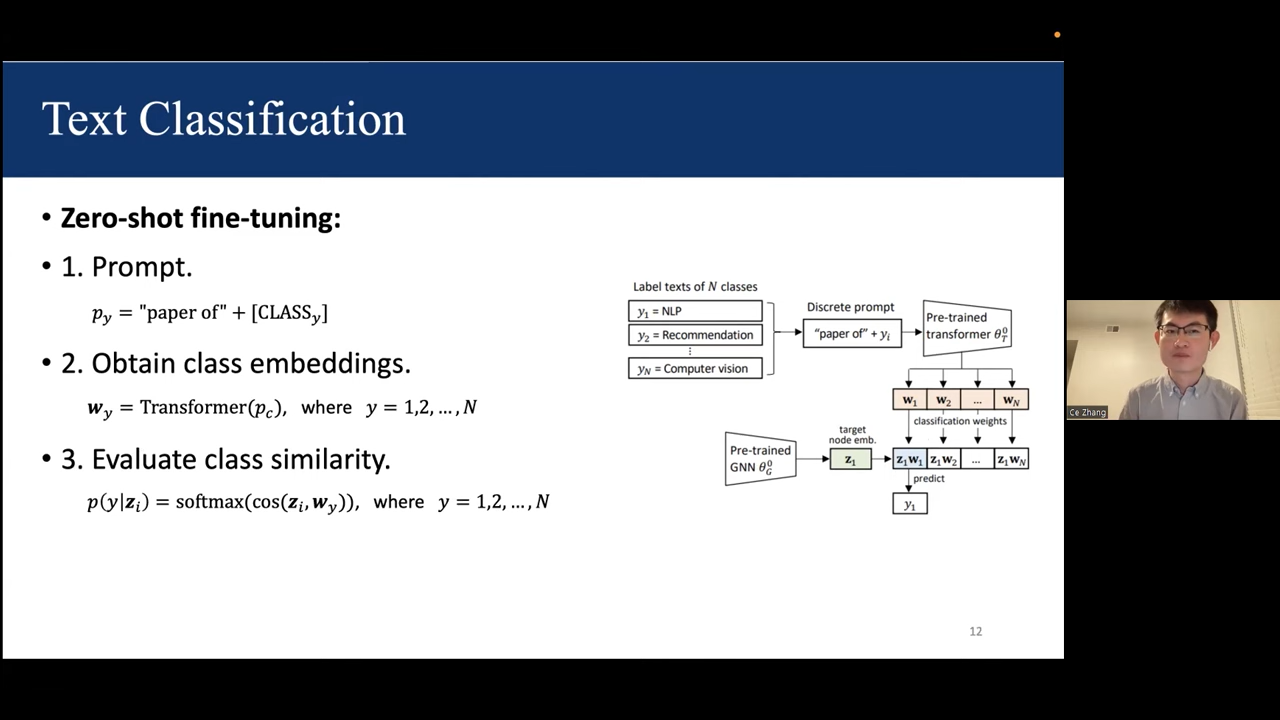 Text Classification
• Zero-shot fine-tuning:
• 1. Prompt.
p_y = "paper of" + [CLASS_y]
• 2. Obtain class embeddings.
𝒘_y = Transformer(p_c), where y = 1,2, … , N
• 3. Evaluate class similarity.
p(y|𝒛_i) = softmax(cos(𝒛_i, 𝒘_y)), where y = 1,2, … , N
Label texts of N classes
y_1 = NLP
y_2 = Recommendation
⋮
y_N = Computer vision
Discrete prompt
"paper of" + y_i
Pre-trained
transformer θ_T^0
w_1 w_2 … w_N
classification weights
Pre-trained
GNN θ_G^0
target
node emb.
z_1
z_1w_1 z_1w_2 … z_1w_N
predict
y_1
12
Ce Zhang